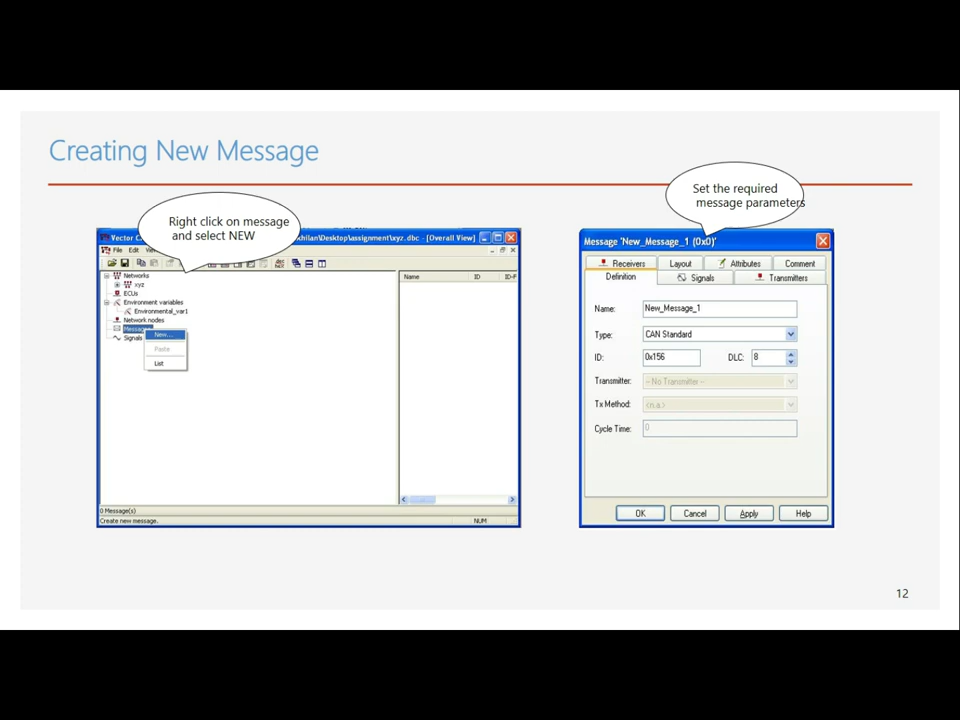 Creating New Message
Right click on message
and select NEW
Set the required
message parameters
Vector C
khilan\Desktop\assignment\xyz.dbc - [Overall View]
File Edit
Networks
xyz
ECUs
Environment variables
Environmental_var1
Network nodes
Messages
Signals
New...
Paste
List
Name ID ID-F
0 Message(s)
Create new message. NUM
Message 'New_Message_1 (0x0)'
Receivers Layout Attributes Comment
Definition Signals Transmitters
Name: New_Message_1
Type: CAN Standard
ID: 0x156 DLC: 8
Transmitter: -- No Transmitter --
Tx Method: <n.a.>
Cycle Time: 0
OK Cancel Apply Help
12